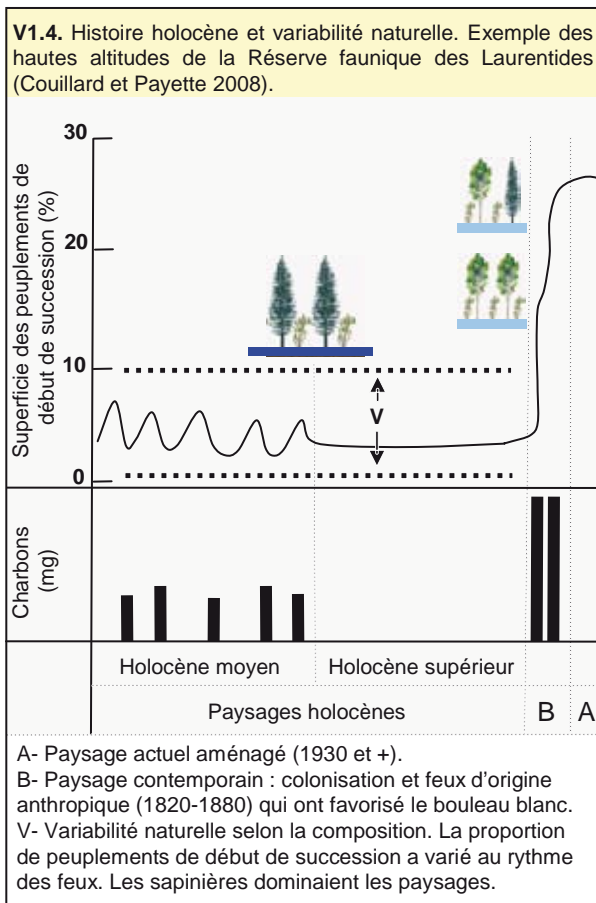 V1.4. Histoire holocène et variabilité naturelle. Exemple des
hautes altitudes de la Réserve faunique des Laurentides
(Couillard et Payette 2008).
Superficie des peuplements de
début de succession (%)
30
20
10
0
V
Charbons
(mg)
Holocène moyen
Holocène supérieur
Paysages holocènes
B
A
A- Paysage actuel aménagé (1930 et +).
B- Paysage contemporain : colonisation et feux d'origine
anthropique (1820-1880) qui ont favorisé le bouleau blanc.
V- Variabilité naturelle selon la composition. La proportion
de peuplements de début de succession a varié au rythme
des feux. Les sapinières dominaient les paysages.